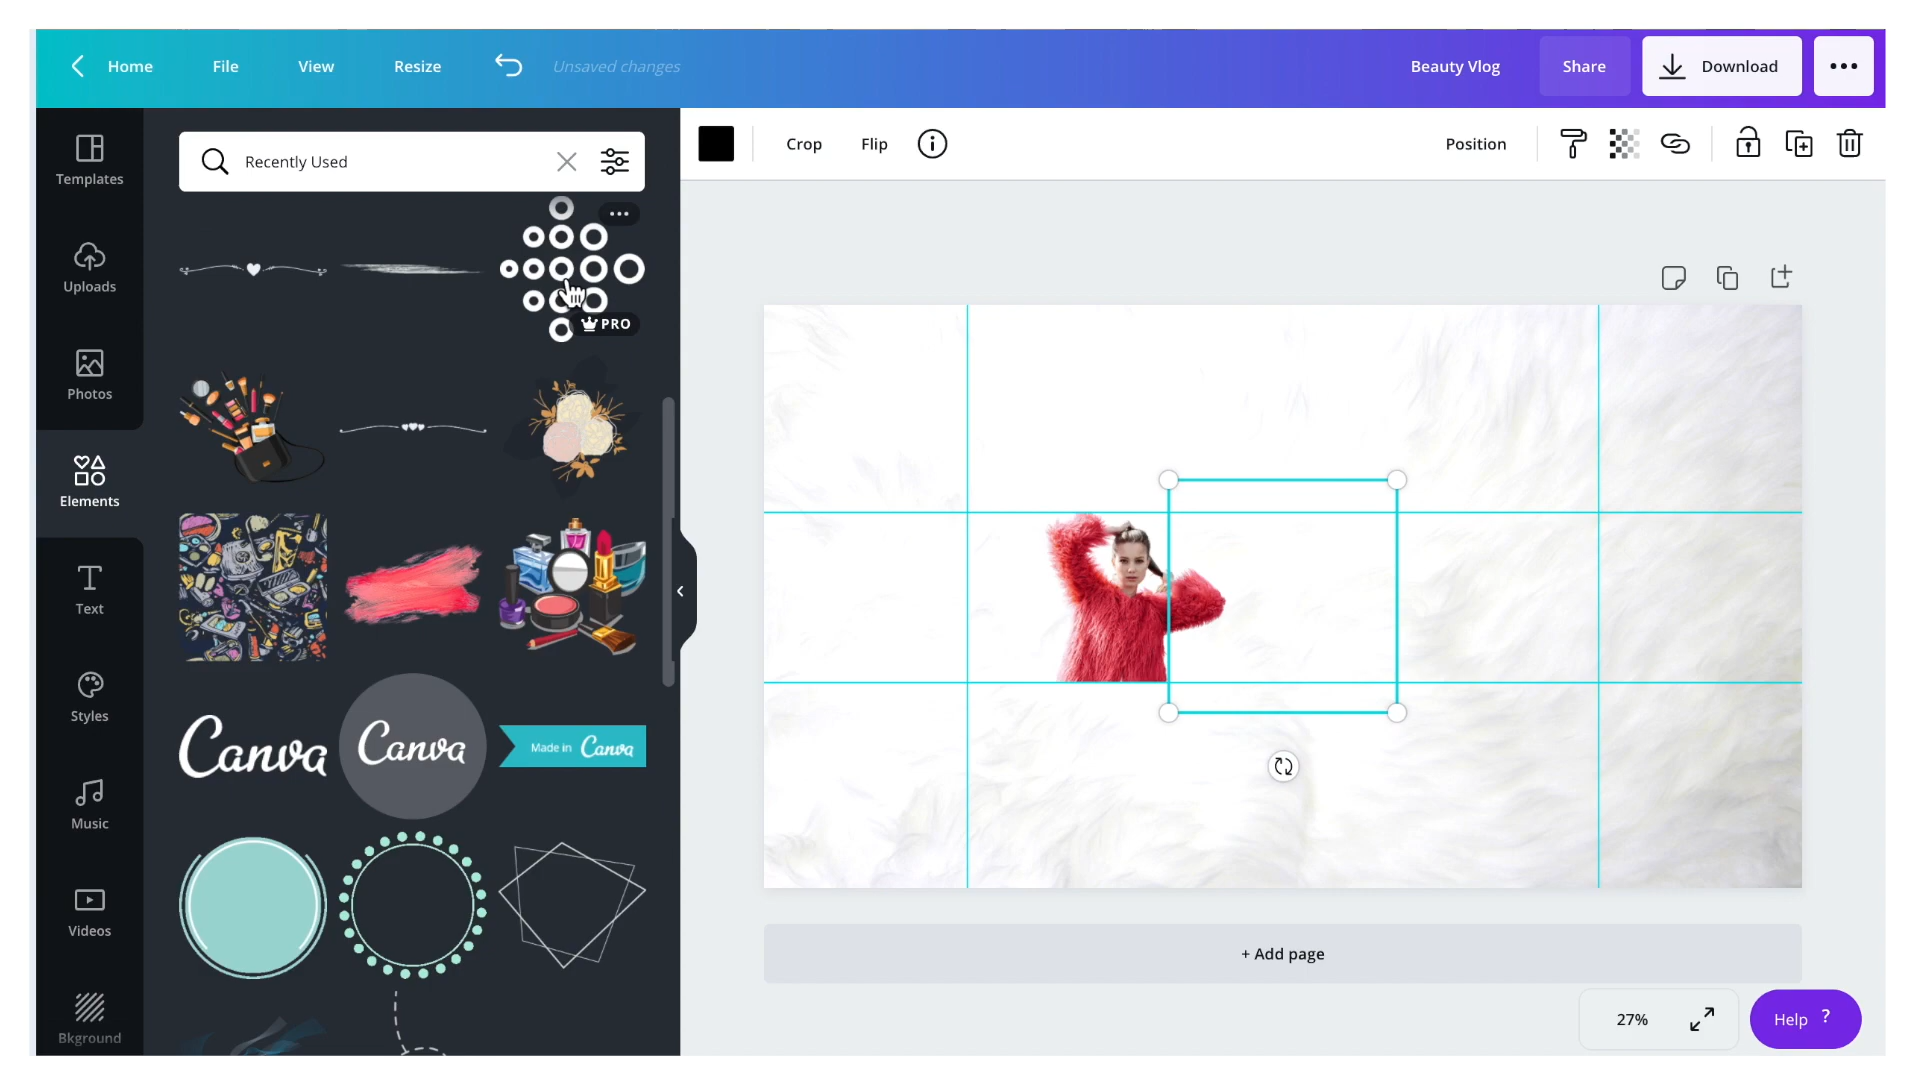 Home File View Resize Unsaved changes Beauty Vlog Share Download
Templates
Uploads
Photos
Elements
Text
Styles
Music
Videos
Bkground
Recently Used
PRO
Canva
Canva
Made in Canva
Crop Flip Position
+ Add page
27%
Help ?